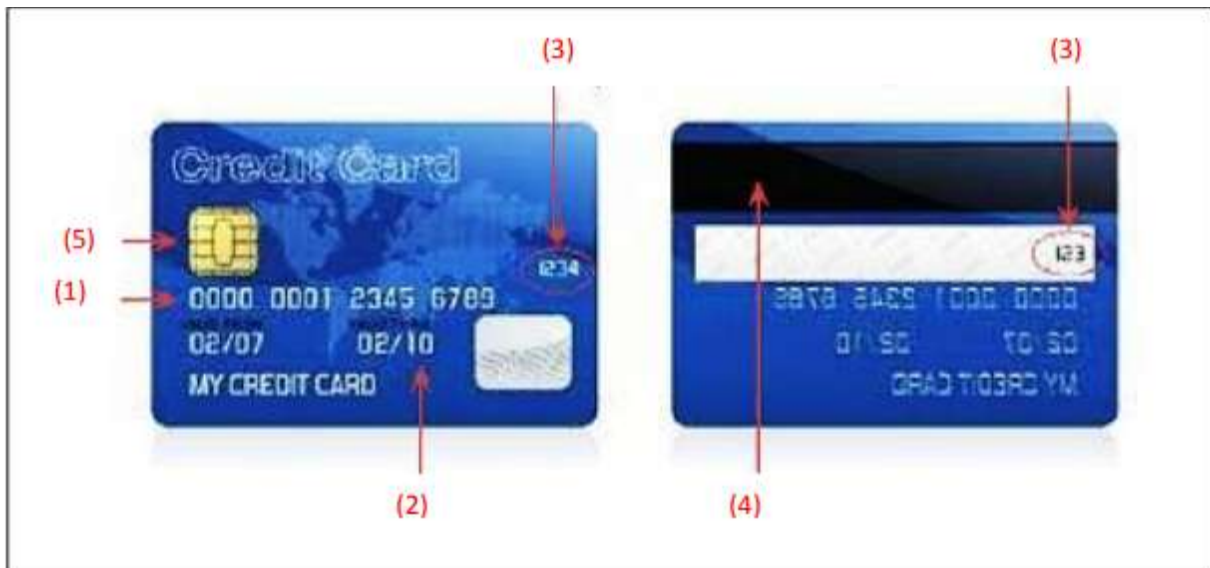 (3)
(3)
Credit Card
(5)
1234
123
(1)
0000 0001 2345 6789
0000 0001 2345 6789
02/07 02/10
02/07 02/10
MY CREDIT CARD
MY CREDIT CARD
(2)
(4)